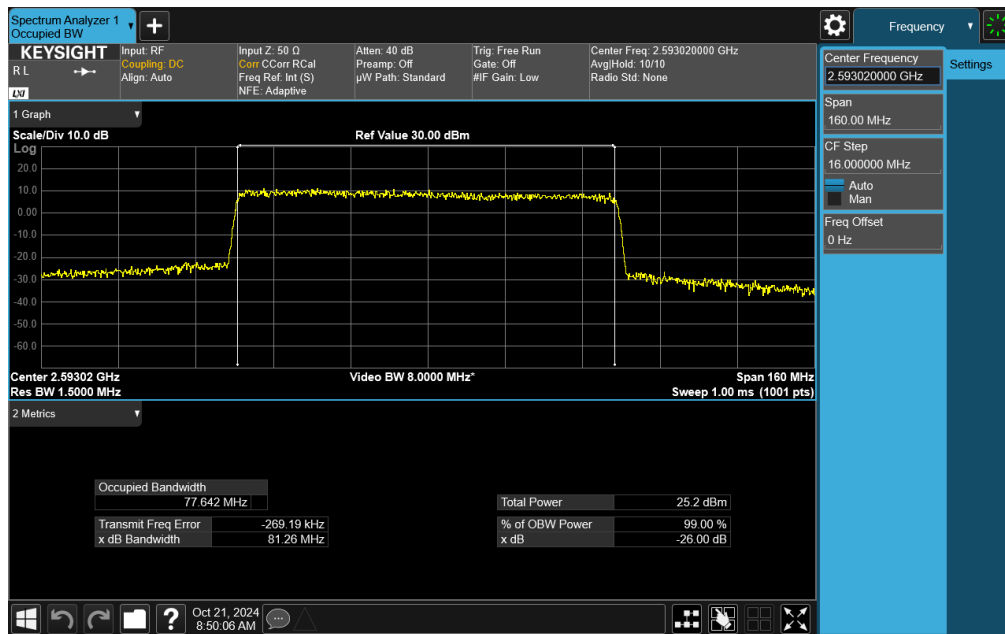 Spectrum Analyzer 1
Occupied BW
Frequency
KEYSIGHT
R L
LXI
Input: RF
Coupling: DC
Align: Auto
Input Z: 50 Ω
Corr CCorr RCal
Freq Ref: Int (S)
NFE: Adaptive
Atten: 40 dB
Preamp: Off
µW Path: Standard
Trig: Free Run
Gate: Off
#IF Gain: Low
Center Freq: 2.593020000 GHz
Avg|Hold: 10/10
Radio Std: None
Center Frequency
2.593020000 GHz
Settings
Span
160.00 MHz
CF Step
16.000000 MHz
Auto
Man
Freq Offset
0 Hz
1 Graph
Scale/Div 10.0 dB
Ref Value 30.00 dBm
Log
20.0
10.0
0.00
-10.0
-20.0
-30.0
-40.0
-50.0
-60.0
Center 2.59302 GHz
Video BW 8.0000 MHz*
Span 160 MHz
Res BW 1.5000 MHz
Sweep 1.00 ms (1001 pts)
2 Metrics
Occupied Bandwidth
77.642 MHz
Total Power 25.2 dBm
Transmit Freq Error -269.19 kHz
% of OBW Power 99.00 %
x dB Bandwidth 81.26 MHz
x dB -26.00 dB
?
Oct 21, 2024
8:50:06 AM